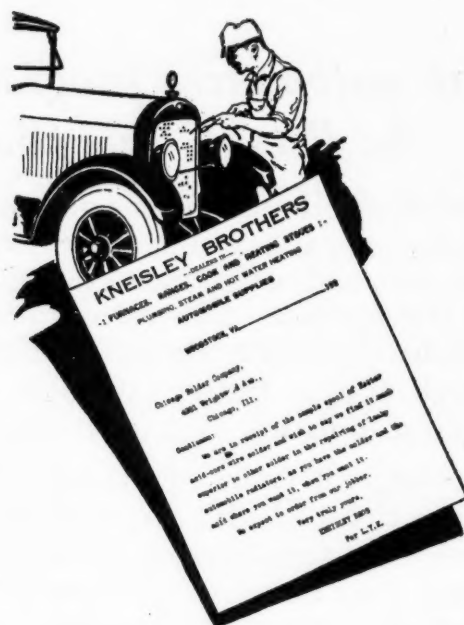 KNEISLEY BROTHERS
—DEALERS IN—
-: FURNACES, RANGES, COOK AND HEATING STOVES :-
PLUMBING, STEAM AND HOT WATER HEATING
AUTOMOBILE SUPPLIES
WOODSTOCK, VA. 192
Chicago Solder Company,
4201 Wrightwood Ave.,
Chicago, Ill.
Gentlemen:
We are in receipt of the sample spool of Kester
acid-core wire solder and wish to say we find it much
superior to other solder in the repairing of leaky
automobile radiators, as you have the solder and the
acid where you want it, when you want it.
We expect to order from our jobber.
Very truly yours,
KNEISLEY BROS
Per L.T.K.